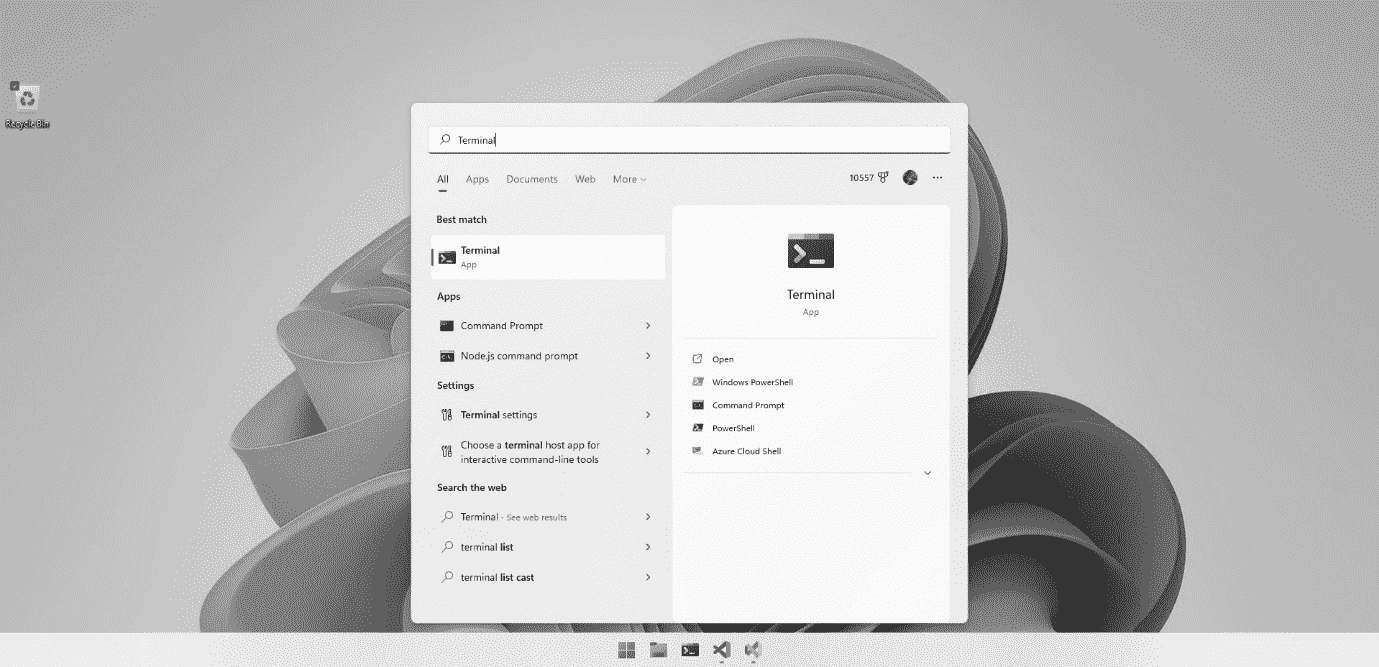 Recycle Bin
Terminal
All Apps Documents Web More
10557
Best match
Terminal
App
Apps
Command Prompt
Node.js command prompt
Settings
Terminal settings
Choose a terminal host app for
interactive command-line tools
Search the web
Terminal - See web results
terminal list
terminal list cast
Terminal
App
Open
Windows PowerShell
Command Prompt
PowerShell
Azure Cloud Shell